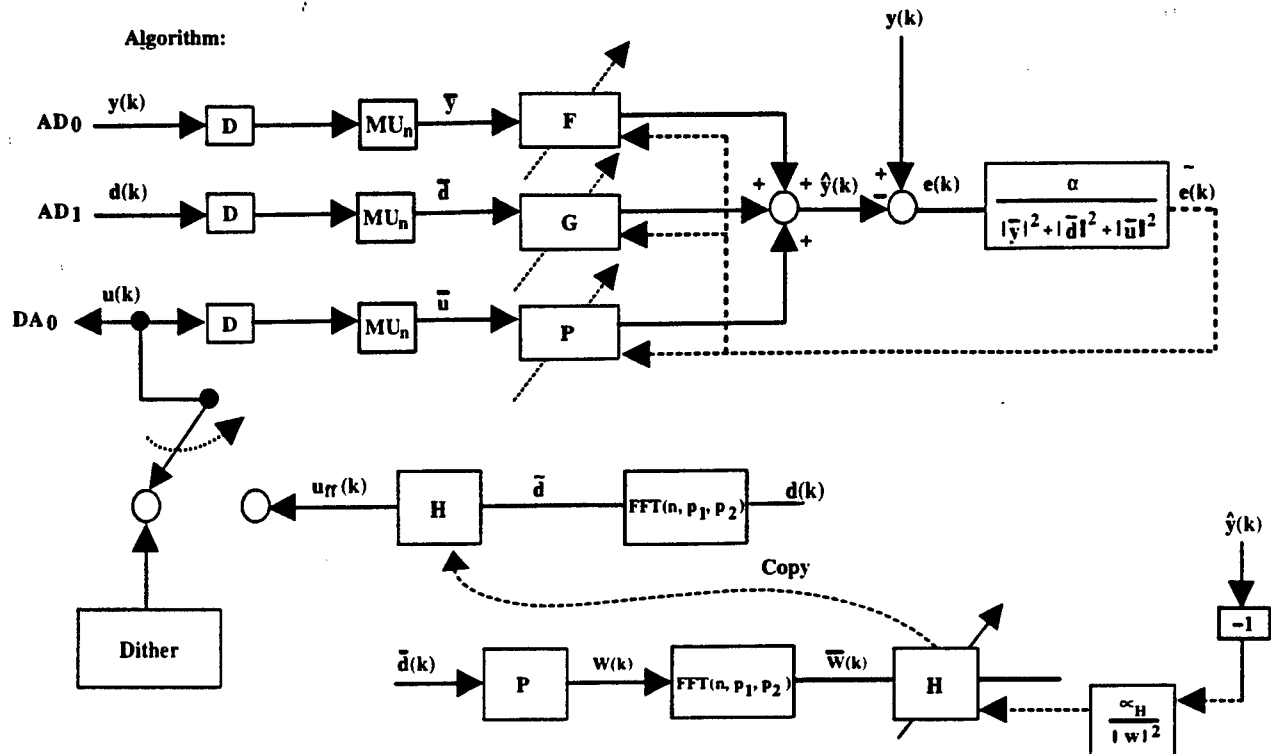 y(k)
Algorithm:
AD0 y(k) D MUn ȳ F
AD1 d(k) D MUn d̄ G + + ŷ(k) + − e(k) α ẽ(k)
|ȳ|² + |d̄‖² + |ū‖²
+
DA0 u(k) D MUn ū P
uff(k) H d̃ FFT(n, p1, p2) d(k)
ŷ(k)
Copy
−1
Dither
d̄(k) P W(k) FFT(n, p1, p2) W̄(k) H
∝H
| w |²